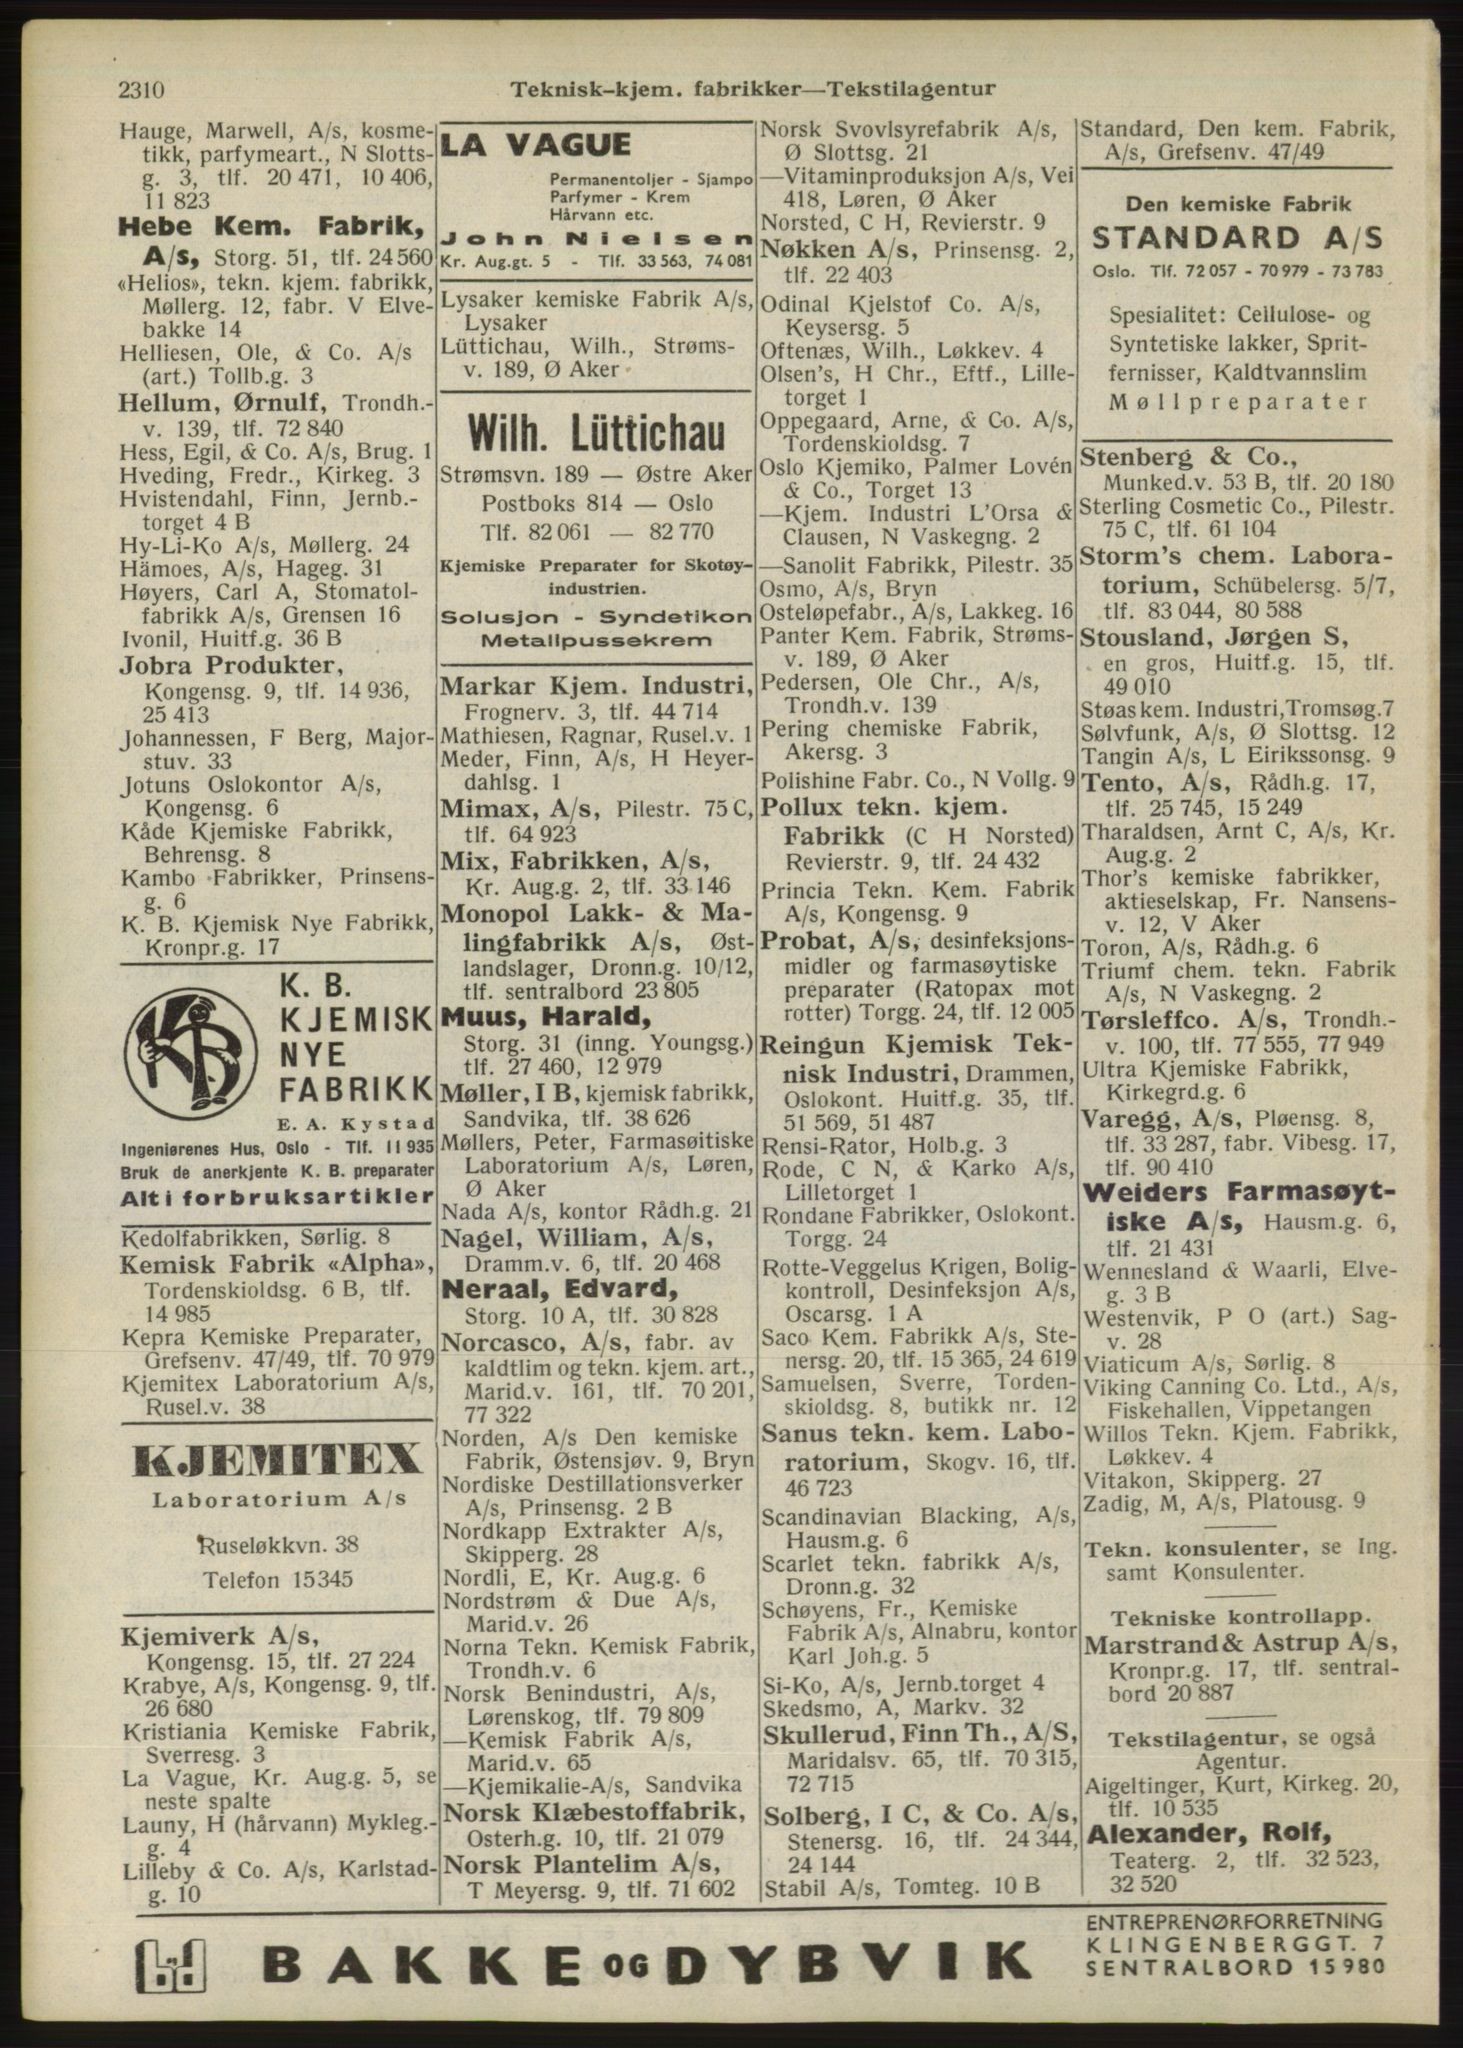 2310
Teknisk-kjem. fabrikker—Tekstilagentur
Hauge, Marwell, A/s, kosme-
tikk, parfymeart., N Slotts-
g. 3, tlf. 20 471, 10 406,
11 823
Hebe Kem. Fabrik,
A/s, Storg. 51, tlf. 24 560
«Helios», tekn. kjem. fabrikk,
Møllerg. 12, fabr. V Elve-
bakke 14
Helliesen, Ole, & Co. A/s
(art.) Tollb.g. 3
Hellum, Ørnulf, Trondh.-
v. 139, tlf. 72 840
Hess, Egil, & Co. A/s, Brug. 1
Hveding, Fredr., Kirkeg. 3
Hvistendahl, Finn, Jernb.-
torget 4 B
Hy-Li-Ko A/s, Møllerg. 24
Hämoes, A/s, Hageg. 31
Høyers, Carl A, Stomatol-
fabrikk A/s, Grensen 16
Ivonil, Huitf.g. 36 B
Jobra Produkter,
Kongensg. 9, tlf. 14 936,
25 413
Johannessen, F Berg, Major-
stuv. 33
Jotuns Oslokontor A/s,
Kongensg. 6
Kåde Kjemiske Fabrikk,
Behrensg. 8
Kambo Fabrikker, Prinsens-
g. 6
K. B. Kjemisk Nye Fabrikk,
Kronpr.g. 17
KB
K. B.
KJEMISK
NYE
FABRIKK
E. A. Kystad
Ingeniørenes Hus, Oslo - Tlf. 11 935
Bruk de anerkjente K. B. preparater
Alt i forbruksartikler
Kedolfabrikken, Sørlig. 8
Kemisk Fabrik «Alpha»,
Tordenskioldsg. 6 B, tlf.
14 985
Kepra Kemiske Preparater,
Grefsenv. 47/49, tlf. 70 979
Kjemitex Laboratorium A/s,
Rusel.v. 38
KJEMITEX
Laboratorium A/s
Ruseløkkvn. 38
Telefon 15345
Kjemiverk A/s,
Kongensg. 15, tlf. 27 224
Krabye, A/s, Kongensg. 9, tlf.
26 680
Kristiania Kemiske Fabrik,
Sverresg. 3
La Vague, Kr. Aug.g. 5, se
neste spalte
Launy, H (hårvann) Mykleg.-
g. 4
Lilleby & Co. A/s, Karlstad-
g. 10
LA VAGUE
Permanentoljer - Sjampo
Parfymer - Krem
Hårvann etc.
John Nielsen
Kr. Aug.gt. 5 - Tlf. 33 563, 74 081
Lysaker kemiske Fabrik A/s,
Lysaker
Lüttichau, Wilh., Strøms-
v. 189, Ø Aker
Wilh. Lüttichau
Strømsvn. 189 — Østre Aker
Postboks 814 — Oslo
Tlf. 82 061 — 82 770
Kjemiske Preparater for Skotøy-
industrien.
Solusjon - Syndetikon
Metallpussekrem
Markar Kjem. Industri,
Frognerv. 3, tlf. 44 714
Mathiesen, Ragnar, Rusel.v. 1
Meder, Finn, A/s, H Heyer-
dahlsg. 1
Mimax, A/s, Pilestr. 75 C,
tlf. 64 923
Mix, Fabrikken, A/s,
Kr. Aug.g. 2, tlf. 33 146
Monopol Lakk- & Ma-
lingfabrikk A/s, Øst-
landslager, Dronn.g. 10/12,
tlf. sentralbord 23 805
Muus, Harald,
Storg. 31 (inng. Youngsg.)
tlf. 27 460, 12 979
Møller, I B, kjemisk fabrikk,
Sandvika, tlf. 38 626
Møllers, Peter, Farmasøitiske
Laboratorium A/s, Løren,
Ø Aker
Nada A/s, kontor Rådh.g. 21
Nagel, William, A/s,
Dramm.v. 6, tlf. 20 468
Neraal, Edvard,
Storg. 10 A, tlf. 30 828
Norcasco, A/s, fabr. av
kaldtlim og tekn. kjem. art.,
Marid.v. 161, tlf. 70 201,
77 322
Norden, A/s Den kemiske
Fabrik, Østensjøv. 9, Bryn
Nordiske Destillationsverker
A/s, Prinsensg. 2 B
Nordkapp Extrakter A/s,
Skipperg. 28
Nordli, E, Kr. Aug.g. 6
Nordstrøm & Due A/s,
Marid.v. 26
Norna Tekn. Kemisk Fabrik,
Trondh.v. 6
Norsk Benindustri, A/s,
Lørenskog, tlf. 79 809
—Kemisk Fabrik A/s,
Marid.v. 65
—Kjemikalie-A/s, Sandvika
Norsk Klæbestoffabrik,
Osterh.g. 10, tlf. 21 079
Norsk Plantelim A/s,
T Meyersg. 9, tlf. 71 602
Norsk Svovlsyrefabrik A/s,
Ø Slottsg. 21
—Vitaminproduksjon A/s, Vei
418, Løren, Ø Aker
Norsted, C H, Revierstr. 9
Nøkken A/s, Prinsensg. 2,
tlf. 22 403
Odinal Kjelstof Co. A/s,
Keysersg. 5
Oftenæs, Wilh., Løkkev. 4
Olsen's, H Chr., Eftf., Lille-
torget 1
Oppegaard, Arne, & Co. A/s,
Tordenskioldsg. 7
Oslo Kjemiko, Palmer Lovén
& Co., Torget 13
—Kjem. Industri L'Orsa &
Clausen, N Vaskegng. 2
—Sanolit Fabrikk, Pilestr. 35
Osmo, A/s, Bryn
Osteløpefabr., A/s, Lakkeg. 16
Panter Kem. Fabrik, Strøms-
v. 189, Ø Aker
Pedersen, Ole Chr., A/s,
Trondh.v. 139
Pering chemiske Fabrik,
Akersg. 3
Polishine Fabr. Co., N Vollg. 9
Pollux tekn. kjem.
Fabrikk (C H Norsted)
Revierstr. 9, tlf. 24 432
Princia Tekn. Kem. Fabrik
A/s, Kongensg. 9
Probat, A/s, desinfeksjons-
midler og farmasøytiske
preparater (Ratopax mot
rotter) Torgg. 24, tlf. 12 005
Reingun Kjemisk Tek-
nisk Industri, Drammen,
Oslokont. Huitf.g. 35, tlf.
51 569, 51 487
Rensi-Rator, Holb.g. 3
Rode, C N, & Karko A/s,
Lilletorget 1
Rondane Fabrikker, Oslokont.
Torgg. 24
Rotte-Veggelus Krigen, Bolig-
kontroll, Desinfeksjon A/s,
Oscarsg. 1 A
Saco Kem. Fabrikk A/s, Ste-
nersg. 20, tlf. 15 365, 24 619
Samuelsen, Sverre, Torden-
skioldsg. 8, butikk nr. 12
Sanus tekn. kem. Labo-
ratorium, Skogv. 16, tlf.
46 723
Scandinavian Blacking, A/s,
Hausm.g. 6
Scarlet tekn. fabrikk A/s,
Dronn.g. 32
Schøyens, Fr., Kemiske
Fabrik A/s, Alnabru, kontor
Karl Joh.g. 5
Si-Ko, A/s, Jernb.torget 4
Skedsmo, A, Markv. 32
Skullerud, Finn Th., A/S,
Maridalsv. 65, tlf. 70 315,
72 715
Solberg, I C, & Co. A/s,
Stenersg. 16, tlf. 24 344,
24 144
Stabil A/s, Tomteg. 10 B
Standard, Den kem. Fabrik,
A/s, Grefsenv. 47/49
Den kemiske Fabrik
STANDARD A/S
Oslo. Tlf. 72 057 - 70 979 - 73 783
Spesialitet: Cellulose- og
Syntetiske lakker, Sprit-
fernisser, Kaldtvannslim
Møllpreparater
Stenberg & Co.,
Munked.v. 53 B, tlf. 20 180
Sterling Cosmetic Co., Pilestr.
75 C, tlf. 61 104
Storm's chem. Labora-
torium, Schübelersg. 5/7,
tlf. 83 044, 80 588
Stousland, Jørgen S,
en gros, Huitf.g. 15, tlf.
49 010
Støas kem. Industri, Tromsøg. 7
Sølvfunk, A/s, Ø Slottsg. 12
Tangin A/s, L Eirikssonsg. 9
Tento, A/s, Rådh.g. 17,
tlf. 25 745, 15 249
Tharaldsen, Arnt C, A/s, Kr.
Aug.g. 2
Thor's kemiske fabrikker,
aktieselskap, Fr. Nansens-
v. 12, V Aker
Toron, A/s, Rådh.g. 6
Triumf chem. tekn. Fabrik
A/s, N Vaskegng. 2
Tørsleffco. A/s, Trondh.-
v. 100, tlf. 77 555, 77 949
Ultra Kjemiske Fabrikk,
Kirkegrd.g. 6
Varegg, A/s, Pløensg. 8,
tlf. 33 287, fabr. Vibesg. 17,
tlf. 90 410
Weiders Farmasøyt-
iske A/s, Hausm.g. 6,
tlf. 21 431
Wennesland & Waarli, Elve-
g. 3 B
Westenvik, P O (art.) Sag-
v. 28
Viaticum A/s, Sørlig. 8
Viking Canning Co. Ltd., A/s,
Fiskehallen, Vippetangen
Willos Tekn. Kjem. Fabrikk,
Løkkev. 4
Vitakon, Skipperg. 27
Zadig, M, A/s, Platousg. 9
Tekn. konsulenter, se Ing.
samt Konsulenter.
Tekniske kontrollapp.
Marstrand & Astrup A/s,
Kronpr.g. 17, tlf. sentral-
bord 20 887
Tekstilagentur, se også
Agentur.
Aigeltinger, Kurt, Kirkeg. 20,
tlf. 10 535
Alexander, Rolf,
Teaterg. 2, tlf. 32 523,
32 520
bd
BAKKE OG DYBVIK
ENTREPRENØRFORRETNING
KLINGENBERGGT. 7
SENTRALBORD 15980